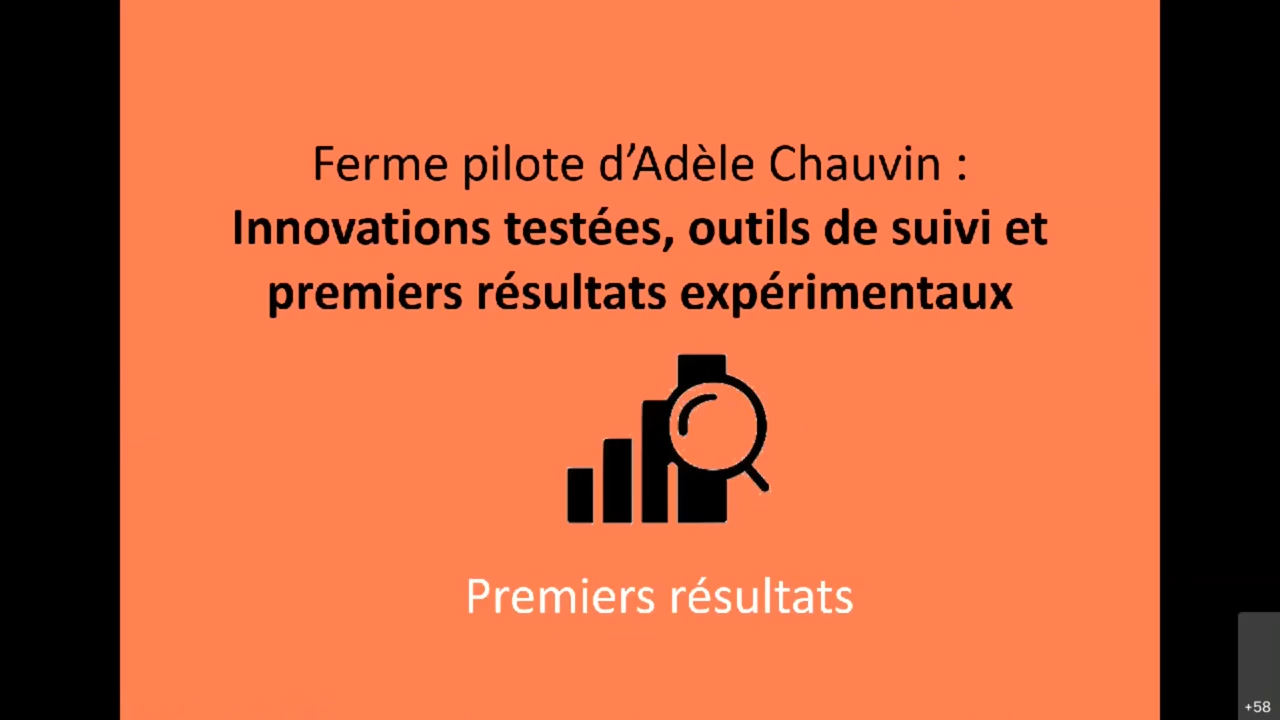 Ferme pilote d’Adèle Chauvin :
Innovations testées, outils de suivi et
premiers résultats expérimentaux
Premiers résultats
+58